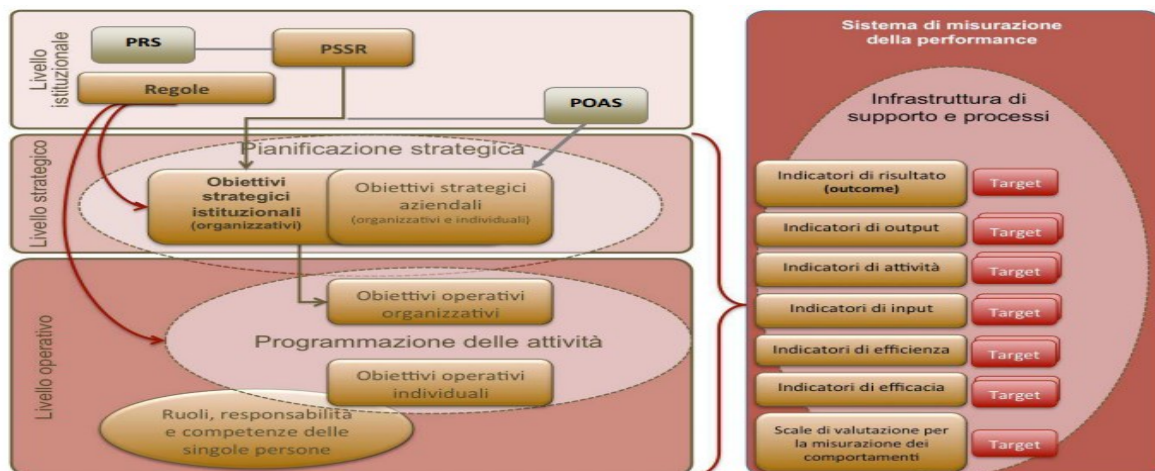 Livello
istituzionale
PRS
PSSR
Regole
POAS
Livello strategico
Pianificazione strategica
Obiettivi
strategici
istituzionali
(organizzativi)
Obiettivi strategici
aziendali
(organizzativi e individuali)
Livello operativo
Obiettivi operativi
organizzativi
Programmazione delle attività
Obiettivi operativi
individuali
Ruoli, responsabilità
e competenze delle
singole persone
Sistema di misurazione
della performance
Infrastruttura di
supporto e processi
Indicatori di risultato
(outcome)
Target
Indicatori di output
Target
Indicatori di attività
Target
Indicatori di input
Target
Indicatori di efficienza
Target
Indicatori di efficacia
Target
Scale di valutazione per
la misurazione dei
comportamenti
Target